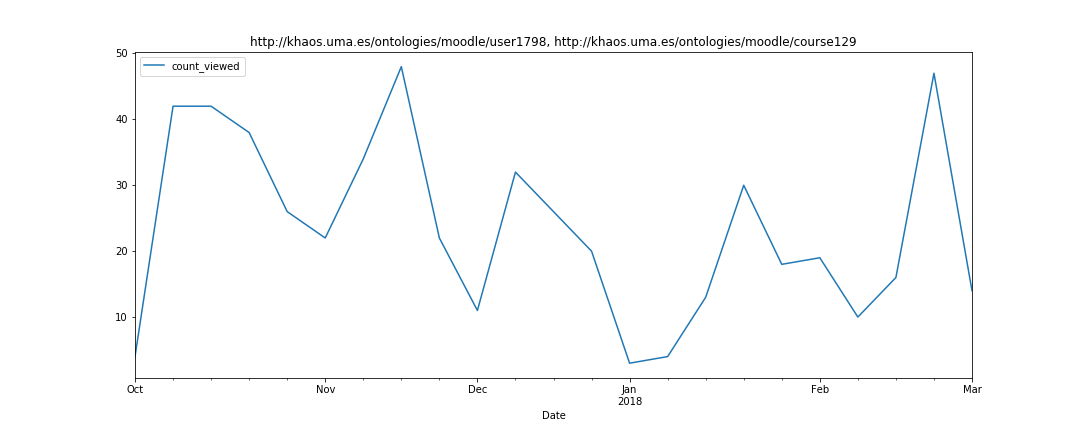 http://khaos.uma.es/ontologies/moodle/user1798, http://khaos.uma.es/ontologies/moodle/course129
50
count_viewed
40
30
20
10
Oct Nov Dec Jan Feb Mar
2018
Date